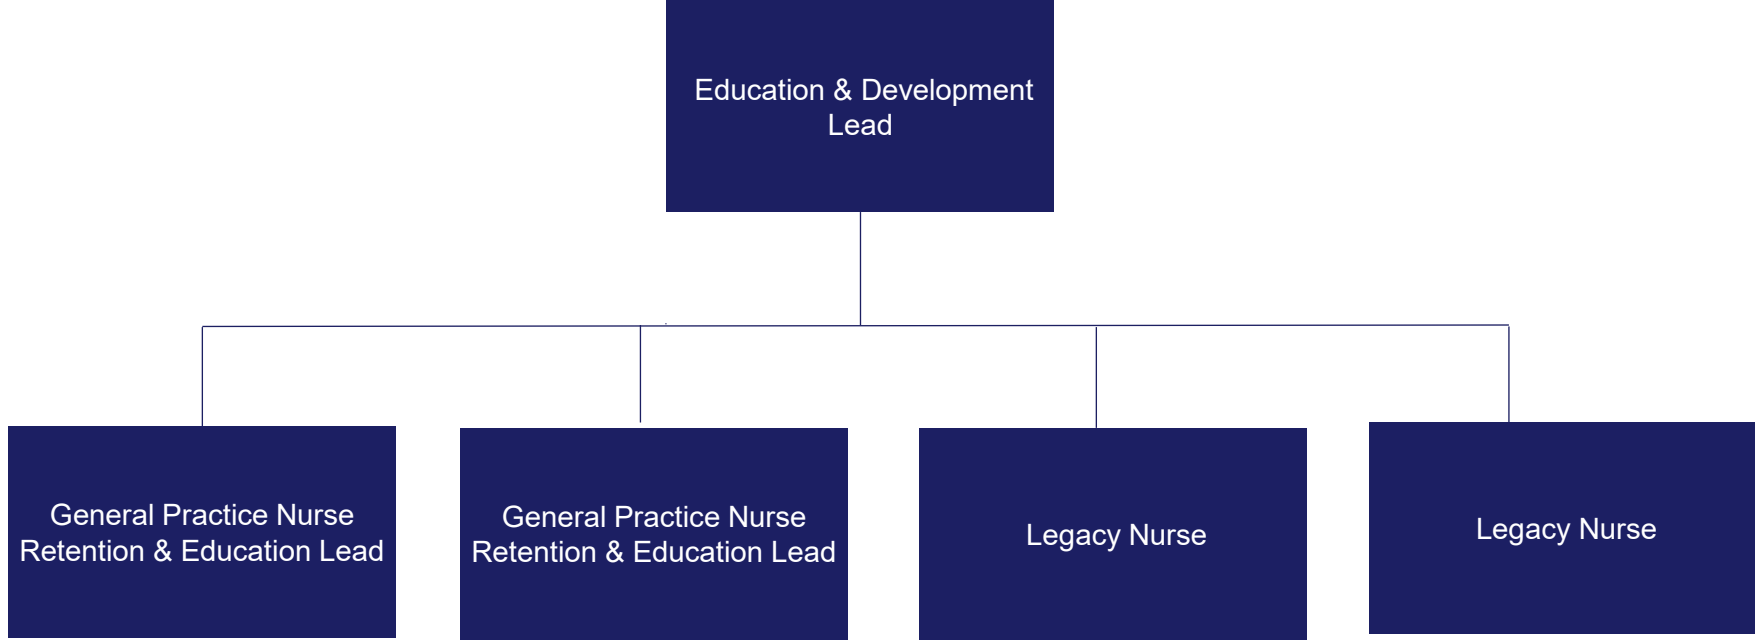 Education & Development
Lead
General Practice Nurse
Retention & Education Lead
General Practice Nurse
Retention & Education Lead
Legacy Nurse
Legacy Nurse